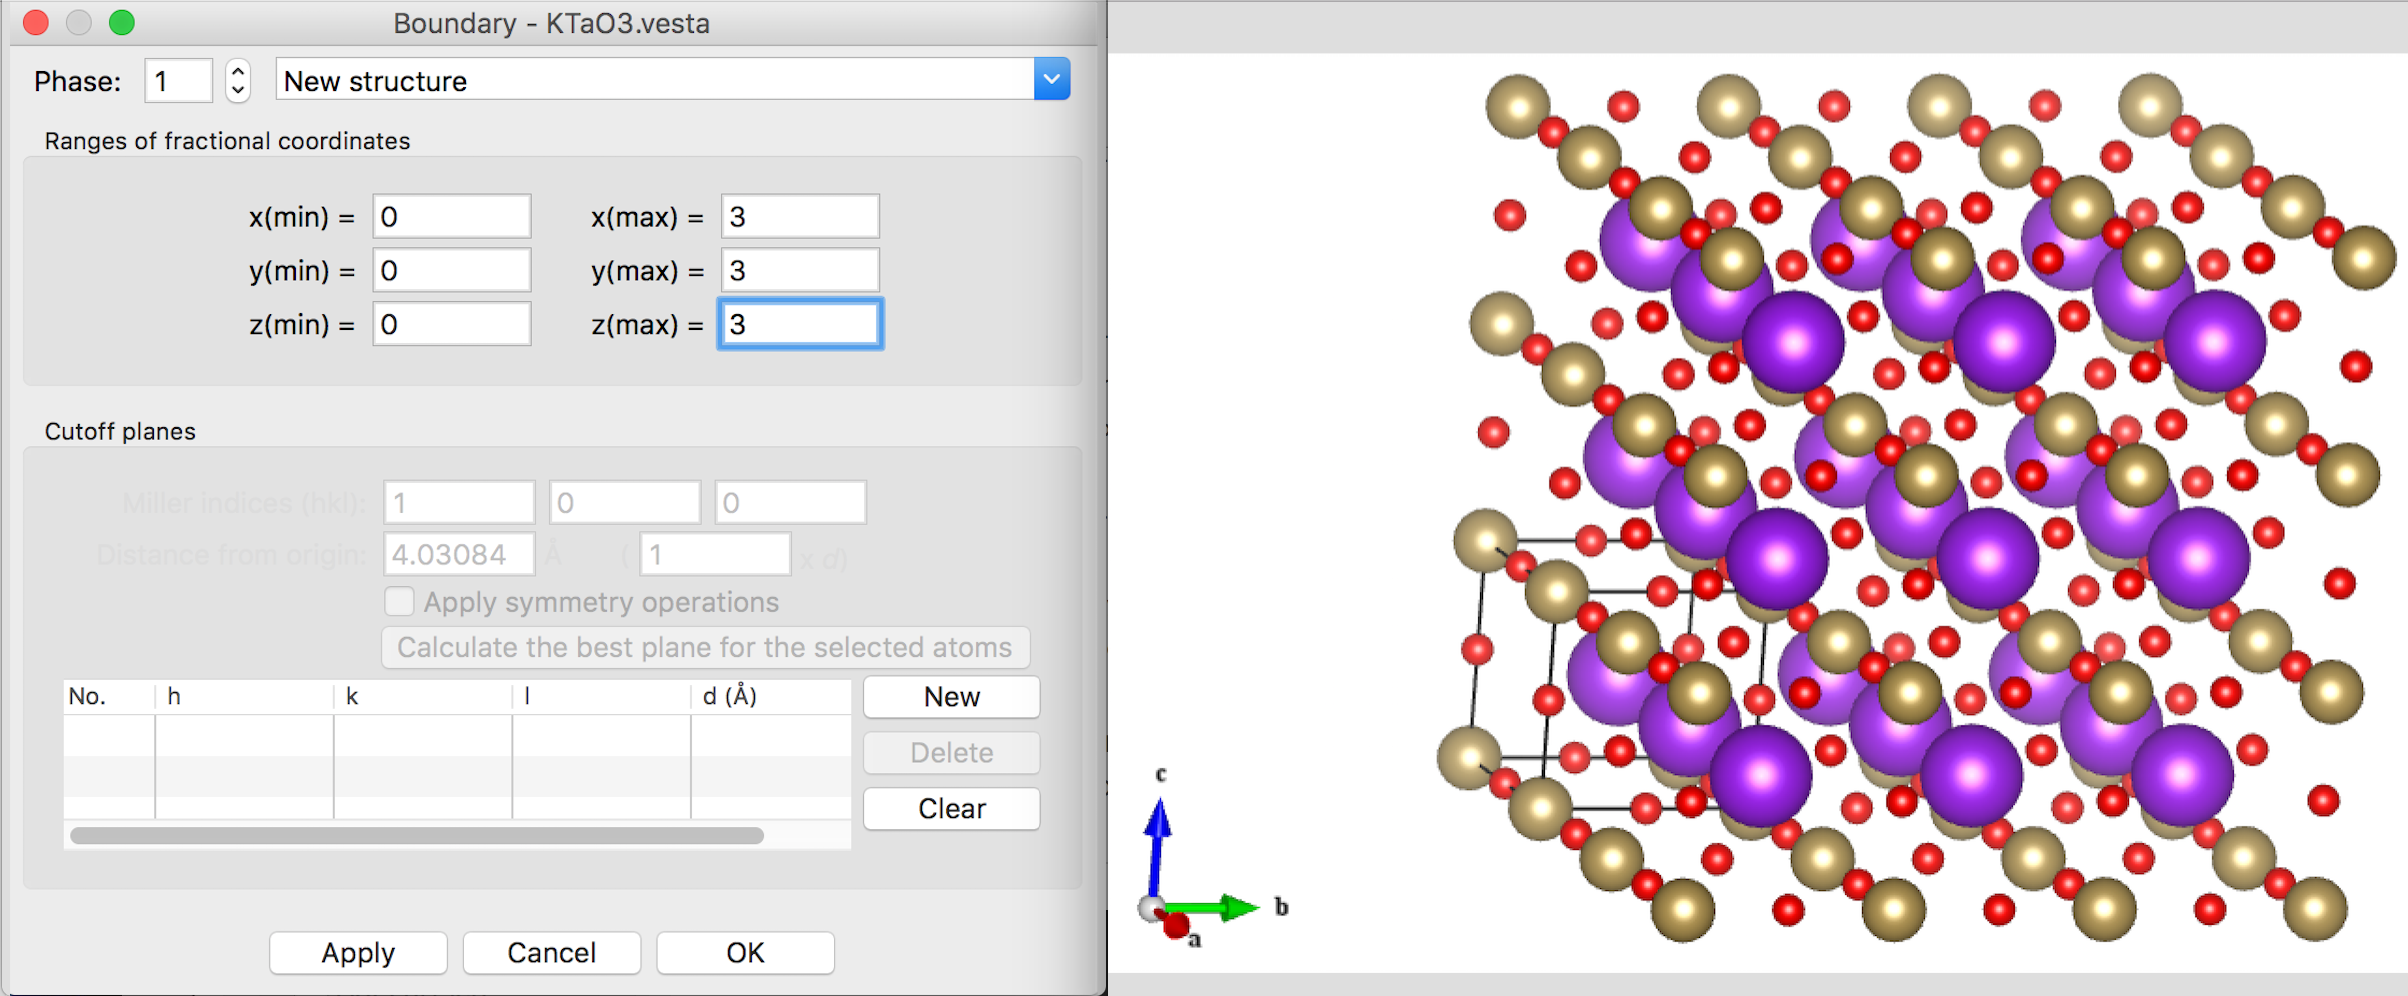 Boundary - KTaO3.vesta
Phase: 1 New structure
Ranges of fractional coordinates
x(min) = 0 x(max) = 3
y(min) = 0 y(max) = 3
z(min) = 0 z(max) = 3
Cutoff planes
Miller indices (hkl): 1 0 0
Distance from origin: 4.03084 Å ( 1 x d)
Apply symmetry operations
Calculate the best plane for the selected atoms
No. h k l d (Å)
New
Delete
Clear
Apply Cancel OK
c
b
a